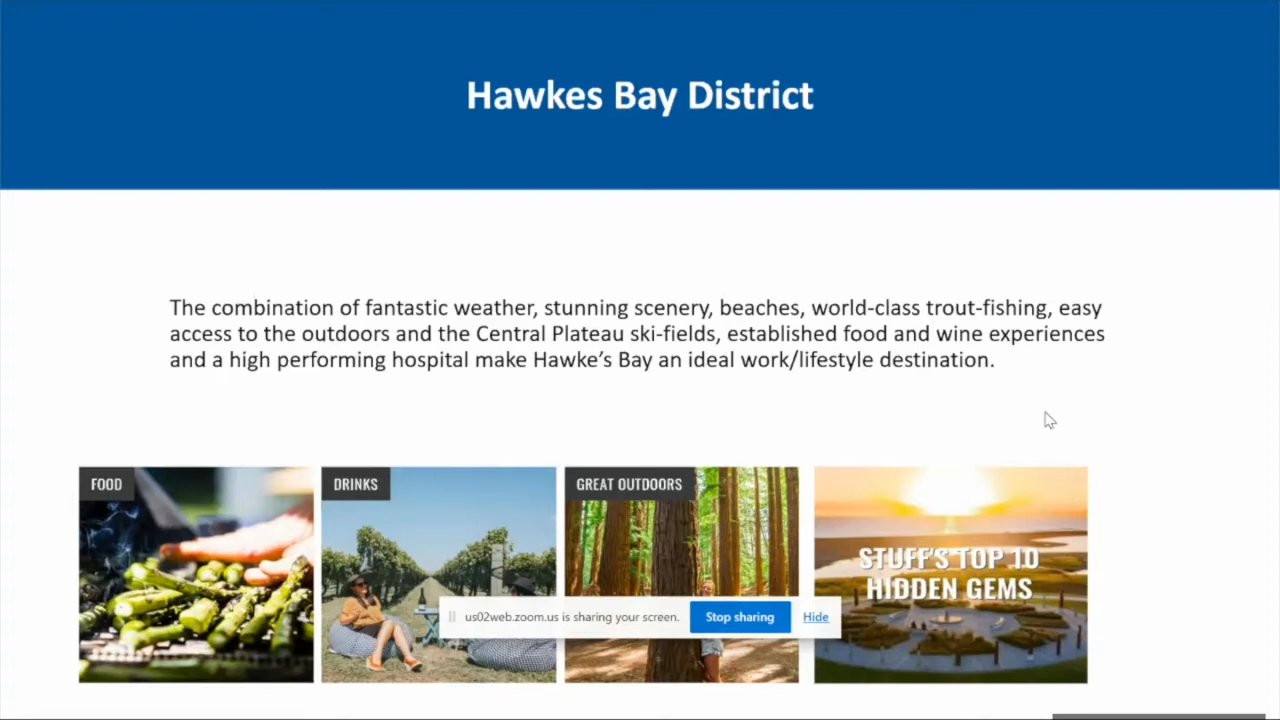 Hawkes Bay District
The combination of fantastic weather, stunning scenery, beaches, world-class trout-fishing, easy
access to the outdoors and the Central Plateau ski-fields, established food and wine experiences
and a high performing hospital make Hawke’s Bay an ideal work/lifestyle destination.
FOOD
DRINKS
GREAT OUTDOORS
STUFF'S TOP 10
HIDDEN GEMS
us02web.zoom.us is sharing your screen.
Stop sharing
Hide